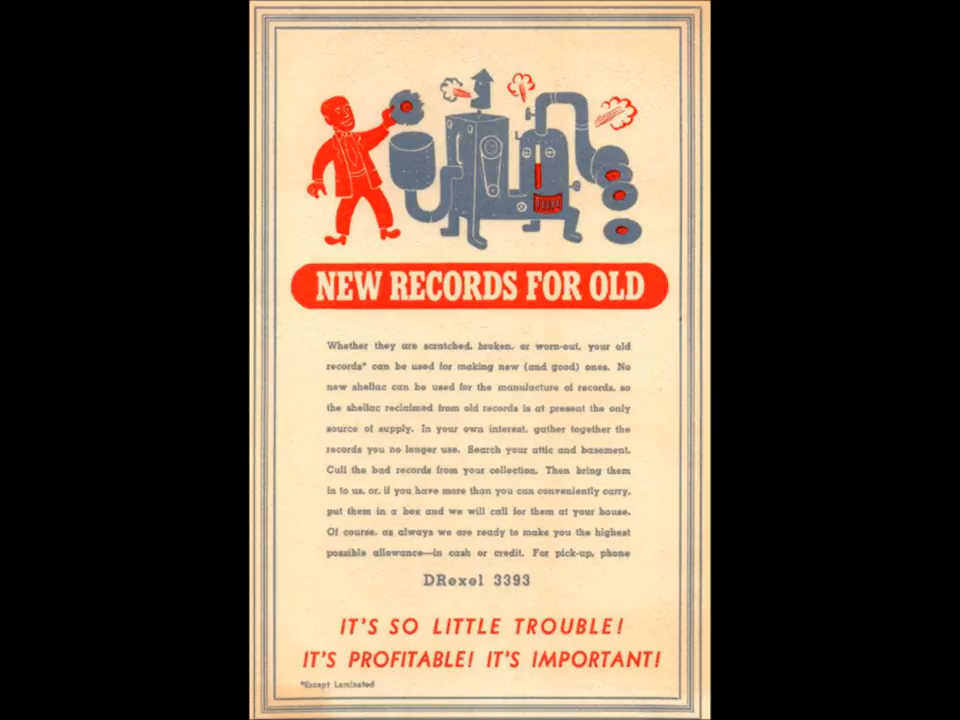 NEW RECORDS FOR OLD
Whether they are scratched, broken, or worn-out, your old
records* can be used for making new (and good) ones. No
new shellac can be used for the manufacture of records, so
the shellac reclaimed from old records is at present the only
source of supply. In your own interest, gather together the
records you no longer use. Search your attic and basement.
Cull the bad records from your collection. Then bring them
in to us, or, if you have more than you can conveniently carry,
put them in a box and we will call for them at your house.
Of course, as always we are ready to make you the highest
possible allowance—in cash or credit. For pick-up, phone
DRexel 3393
IT'S SO LITTLE TROUBLE!
IT'S PROFITABLE! IT'S IMPORTANT!
*Except Laminated